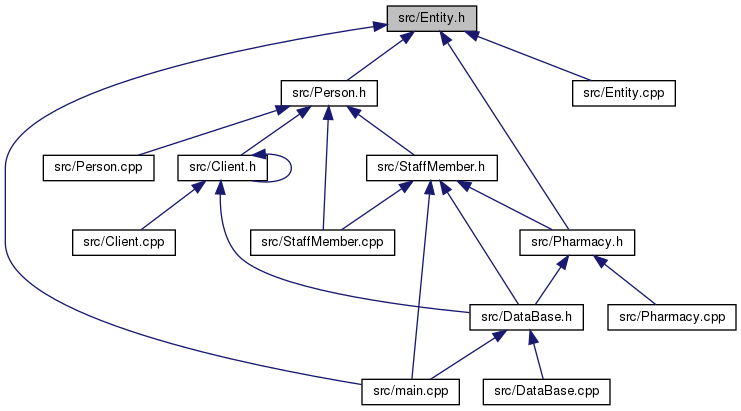 src/Entity.h
src/Person.h
src/Entity.cpp
src/Person.cpp
src/Client.h
src/StaffMember.h
src/Client.cpp
src/StaffMember.cpp
src/Pharmacy.h
src/DataBase.h
src/Pharmacy.cpp
src/main.cpp
src/DataBase.cpp